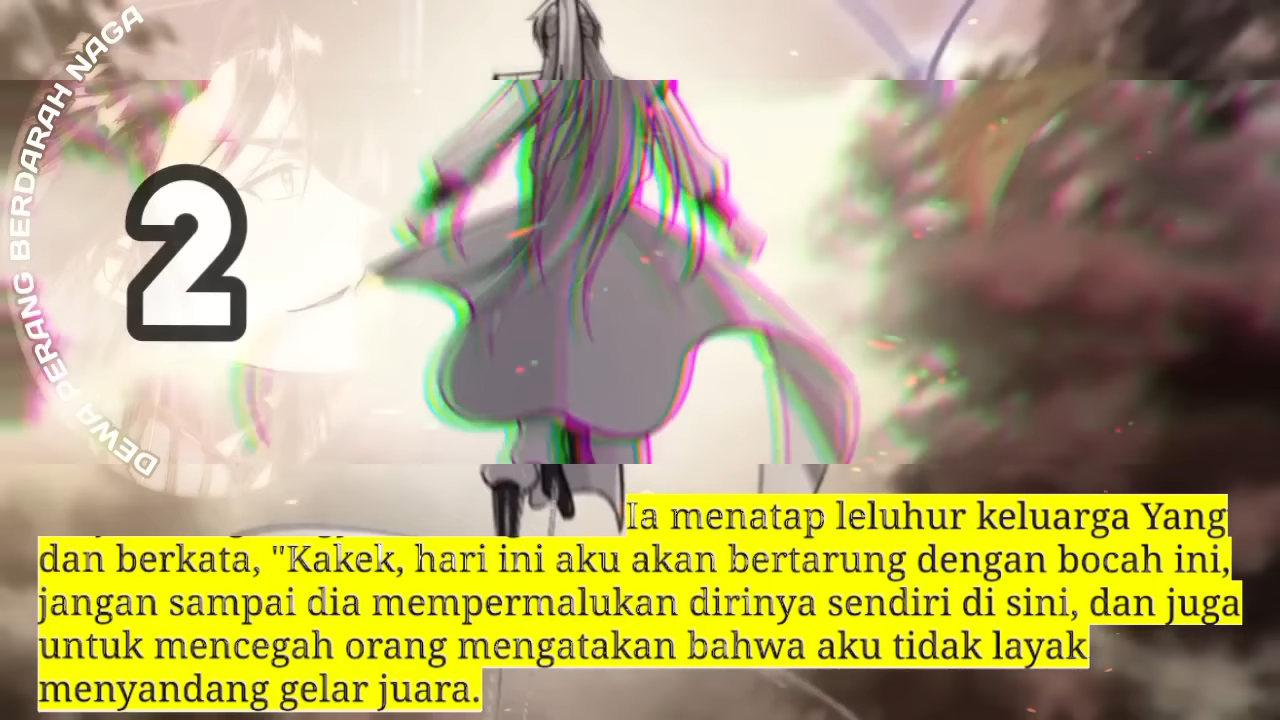 DEWA PERANG BERDARAH NAGA
2
Ia menatap leluhur keluarga Yang
dan berkata, "Kakek, hari ini aku akan bertarung dengan bocah ini,
jangan sampai dia mempermalukan dirinya sendiri di sini, dan juga
untuk mencegah orang mengatakan bahwa aku tidak layak
menyandang gelar juara.